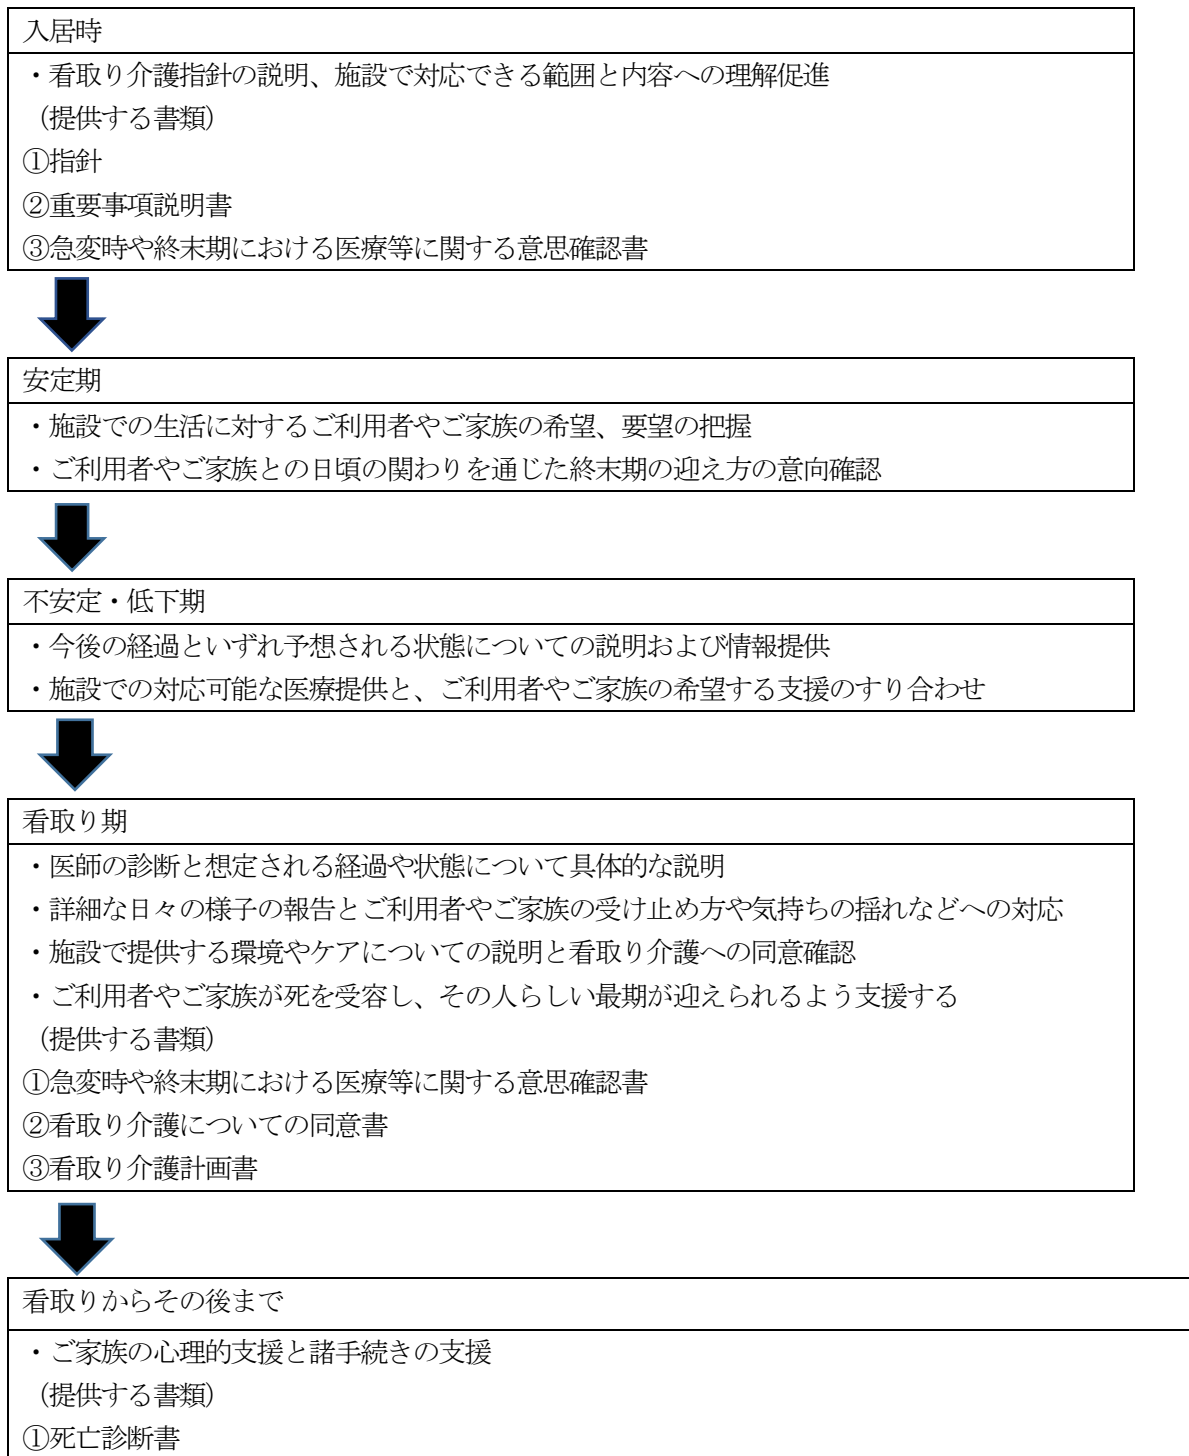 入居時
・看取り介護指針の説明、施設で対応できる範囲と内容への理解促進
（提供する書類）
①指針
②重要事項説明書
③急変時や終末期における医療等に関する意思確認書
安定期
・施設での生活に対するご利用者やご家族の希望、要望の把握
・ご利用者やご家族との日頃の関わりを通じた終末期の迎え方の意向確認
不安定・低下期
・今後の経過といずれ予想される状態についての説明および情報提供
・施設での対応可能な医療提供と、ご利用者やご家族の希望する支援のすり合わせ
看取り期
・医師の診断と想定される経過や状態について具体的な説明
・詳細な日々の様子の報告とご利用者やご家族の受け止め方や気持ちの揺れなどへの対応
・施設で提供する環境やケアについての説明と看取り介護への同意確認
・ご利用者やご家族が死を受容し、その人らしい最期が迎えられるよう支援する
（提供する書類）
①急変時や終末期における医療等に関する意思確認書
②看取り介護についての同意書
③看取り介護計画書
看取りからその後まで
・ご家族の心理的支援と諸手続きの支援
（提供する書類）
①死亡診断書